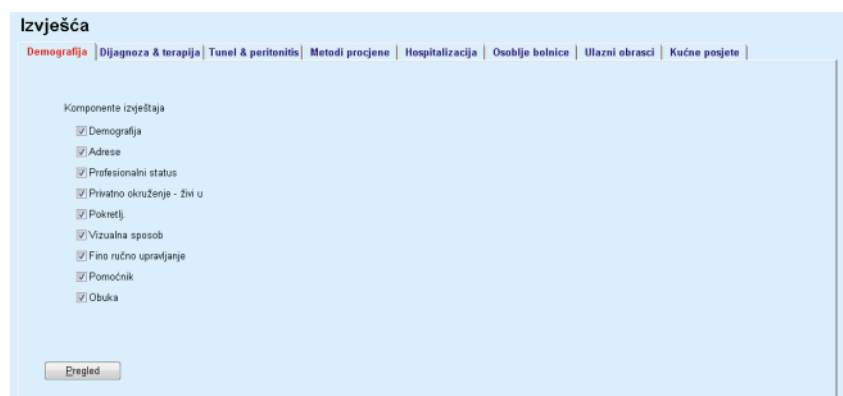 Izvješća
Demografija Dijagnoza & terapija Tunel & peritonitis Metodi procjene Hospitalizacija Osoblje bolnice Ulazni obrasci Kućne posjete
Komponente izvještaja
Demografija
Adrese
Profesionalni status
Privatno okruženje - živi u
Pokretlj.
Vizualna sposob
Fino ručno upravljanje
Pomoćnik
Obuka
Pregled